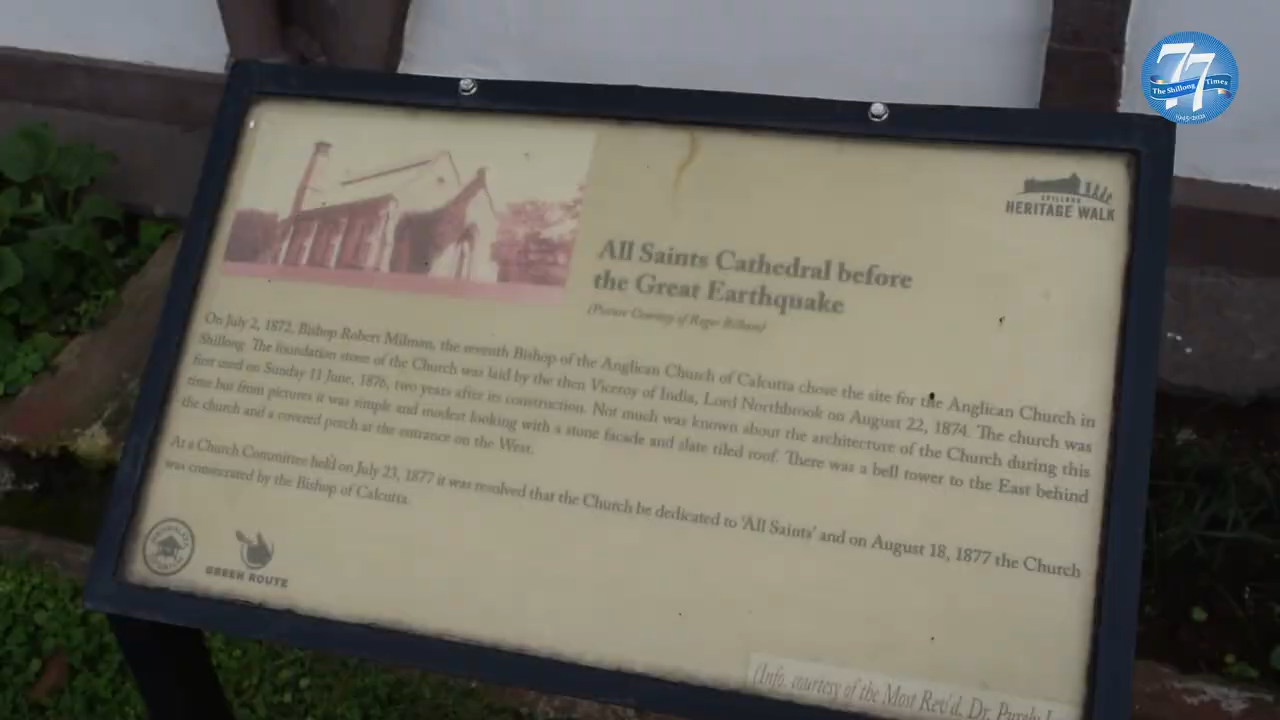 77
The Shillong Times
1945-2021
SHILLONG
HERITAGE WALK
All Saints Cathedral before
the Great Earthquake
(Picture Courtesy of Roger Bilham)
On July 2, 1872, Bishop Robert Milman, the seventh Bishop of the Anglican Church of Calcutta chose the site for the Anglican Church in
Shillong. The foundation stone of the Church was laid by the then Viceroy of India, Lord Northbrook on August 22, 1874. The church was
first used on Sunday 11 June, 1876, two years after its construction. Not much was known about the architecture of the Church during this
time but from pictures it was simple and modest looking with a stone facade and slate tiled roof. There was a bell tower to the East behind
the church and a covered porch at the entrance on the West.
At a Church Committee held on July 23, 1877 it was resolved that the Church be dedicated to 'All Saints' and on August 18, 1877 the Church
was consecrated by the Bishop of Calcutta.
GREEN ROUTE
(Info. courtesy of the Most Rev'd. Dr. Purely L